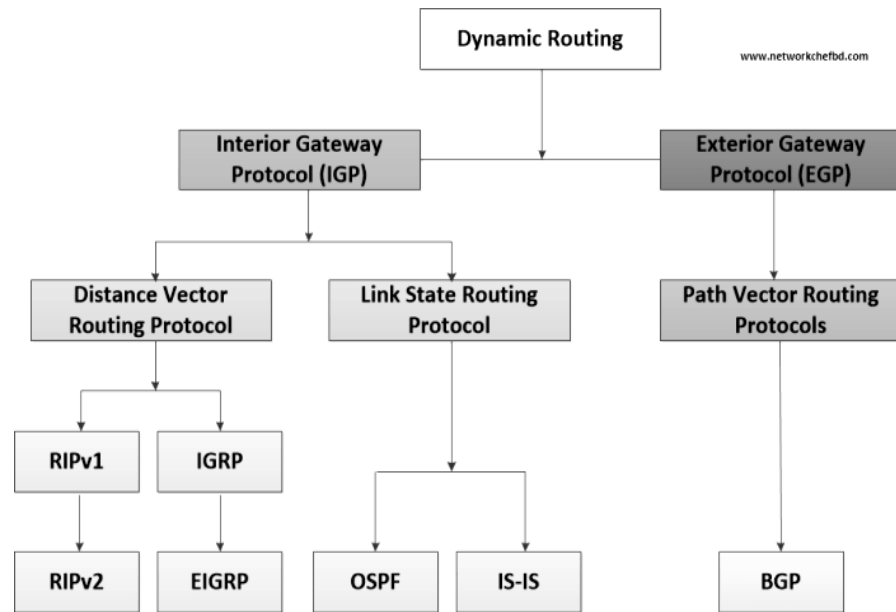 Dynamic Routing
www.networkchefbd.com
Interior Gateway
Protocol (IGP)
Exterior Gateway
Protocol (EGP)
Distance Vector
Routing Protocol
Link State Routing
Protocol
Path Vector Routing
Protocols
RIPv1
IGRP
RIPv2
EIGRP
OSPF
IS-IS
BGP